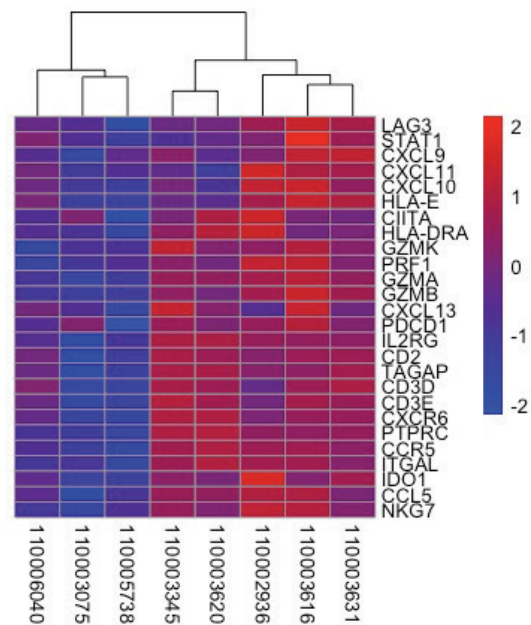 LAG3
STAT1
CXCL9
CXCL11
CXCL10
HLA-E
CIITA
HLA-DRA
GZMK
PRF1
GZMA
GZMB
CXCL13
PDCD1
IL2RG
CD2
TAGAP
CD3D
CD3E
CXCR6
PTPRC
CCR5
ITGAL
IDO1
CCL5
NKG7
2
1
0
-1
-2
110006040
110003075
110005738
110003345
110003620
110002936
110003616
110003631